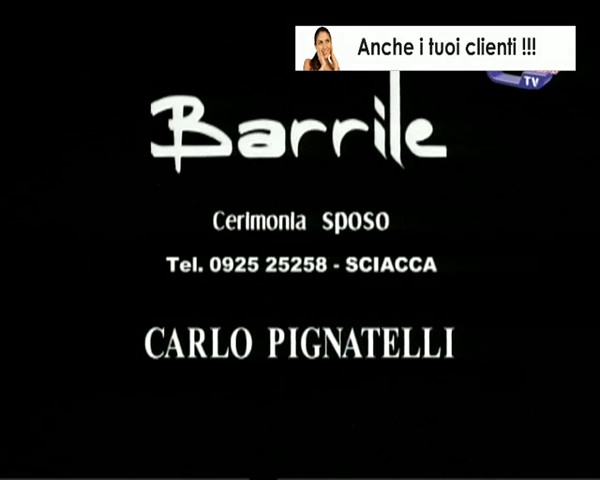 Anche i tuoi clienti !!!
TV
Barrile
Cerimonia sposo
Tel. 0925 25258 - SCIACCA
CARLO PIGNATELLI